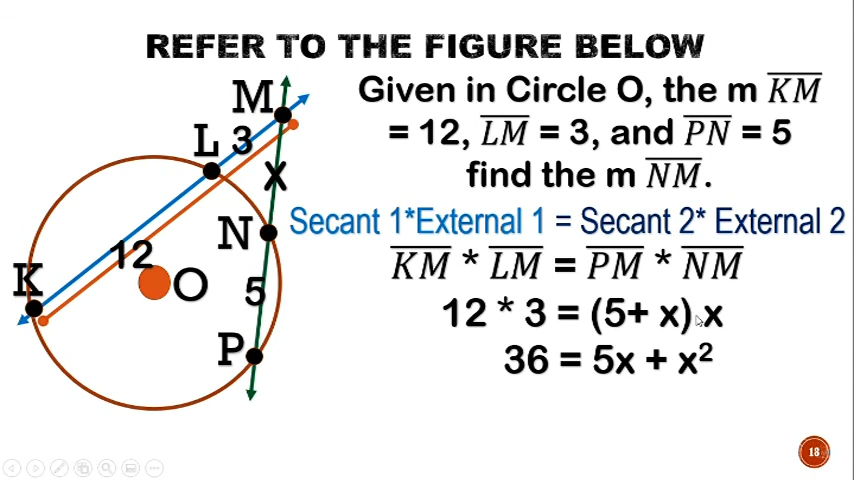 REFER TO THE FIGURE BELOW
Given in Circle O, the m KM
= 12, LM = 3, and PN = 5
find the m NM.
Secant 1*External 1 = Secant 2* External 2
KM * LM = PM * NM
12 * 3 = (5+ x) x
36 = 5x + x²
M
L
3
X
N
12
K
O
5
P
18